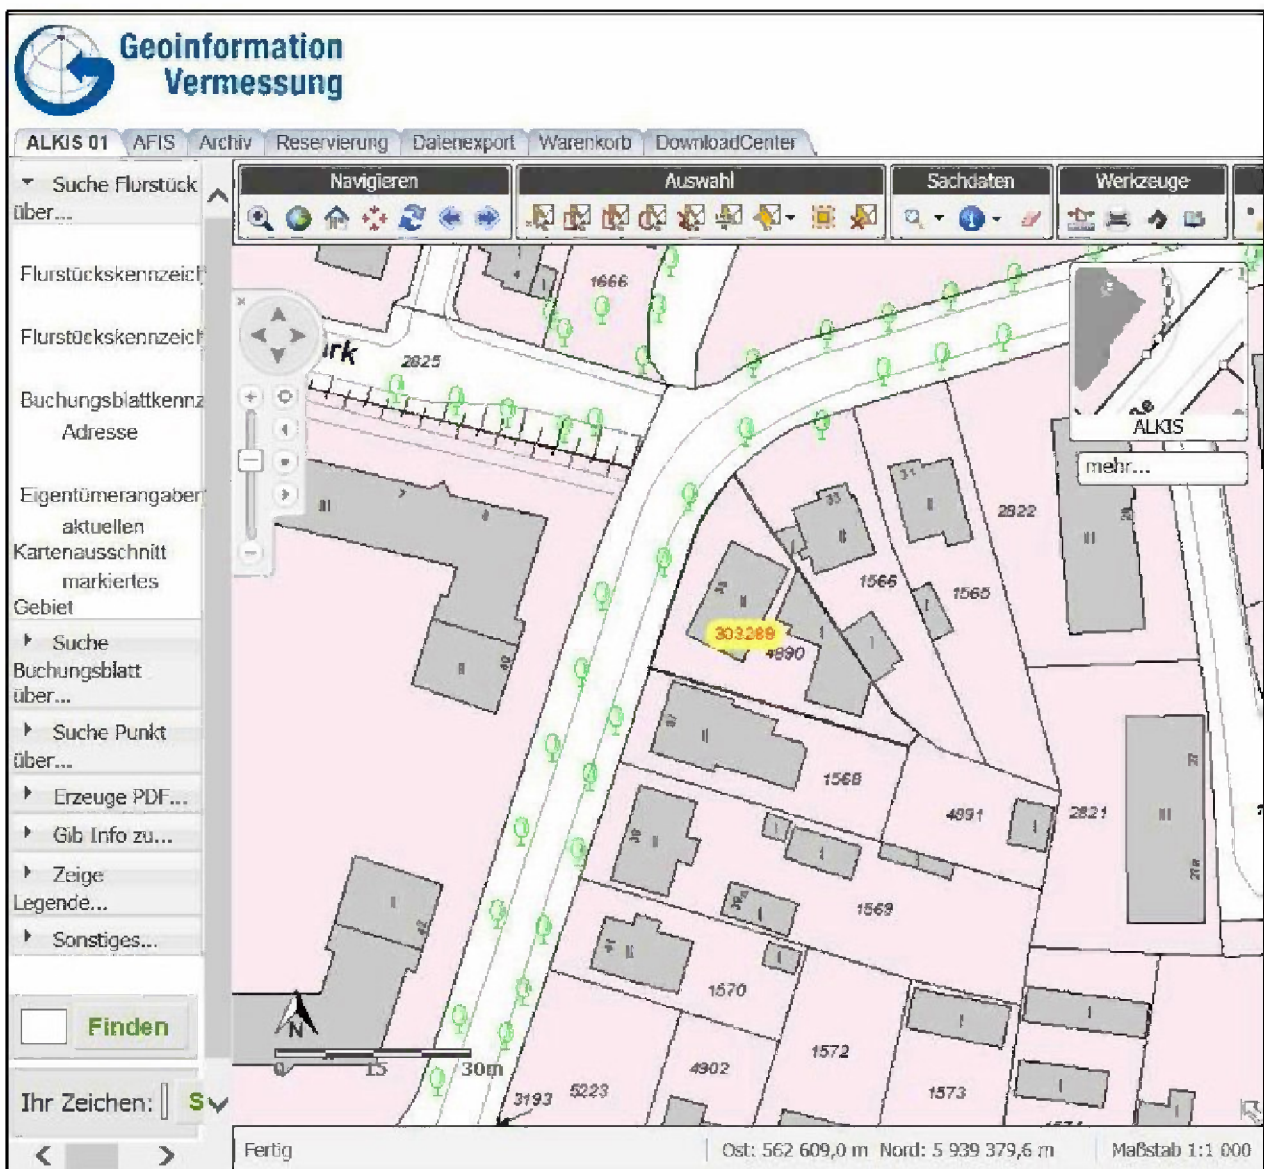 Geoinformation
Vermessung
ALKIS 01 AFIS Archiv Reservierung Datenexport Warenkorb DownloadCenter
Suche Flurstück
über...
Flurstückskennzeich
Flurstückskennzeich
Buchungsblattkennz
Adresse
Eigentümerangaben
aktuellen
Kartenausschnitt
markiertes
Gebiet
Suche
Buchungsblatt
über...
Suche Punkt
über...
Erzeuge PDF...
Gib Info zu...
Zeige
Legende...
Sonstiges...
Finden
Ihr Zeichen: S
Navigieren Auswahl Sachdaten Werkzeuge
ALKIS
mehr...
1666
ark
2825
2822
1566
1565
303289
4890
1568
4991
2821
1569
1570
1572
4902
5223
1573
3193
N
0 15 30m
Fertig
Ost: 562 609,0 m Nord: 5 939 379,6 m
Maßstab 1:1 000